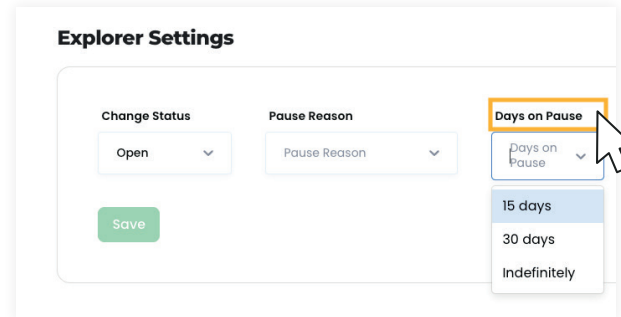 Explorer Settings
Change Status
Pause Reason
Days on Pause
Open
Pause Reason
Days on
Pause
15 days
30 days
Indefinitely
Save